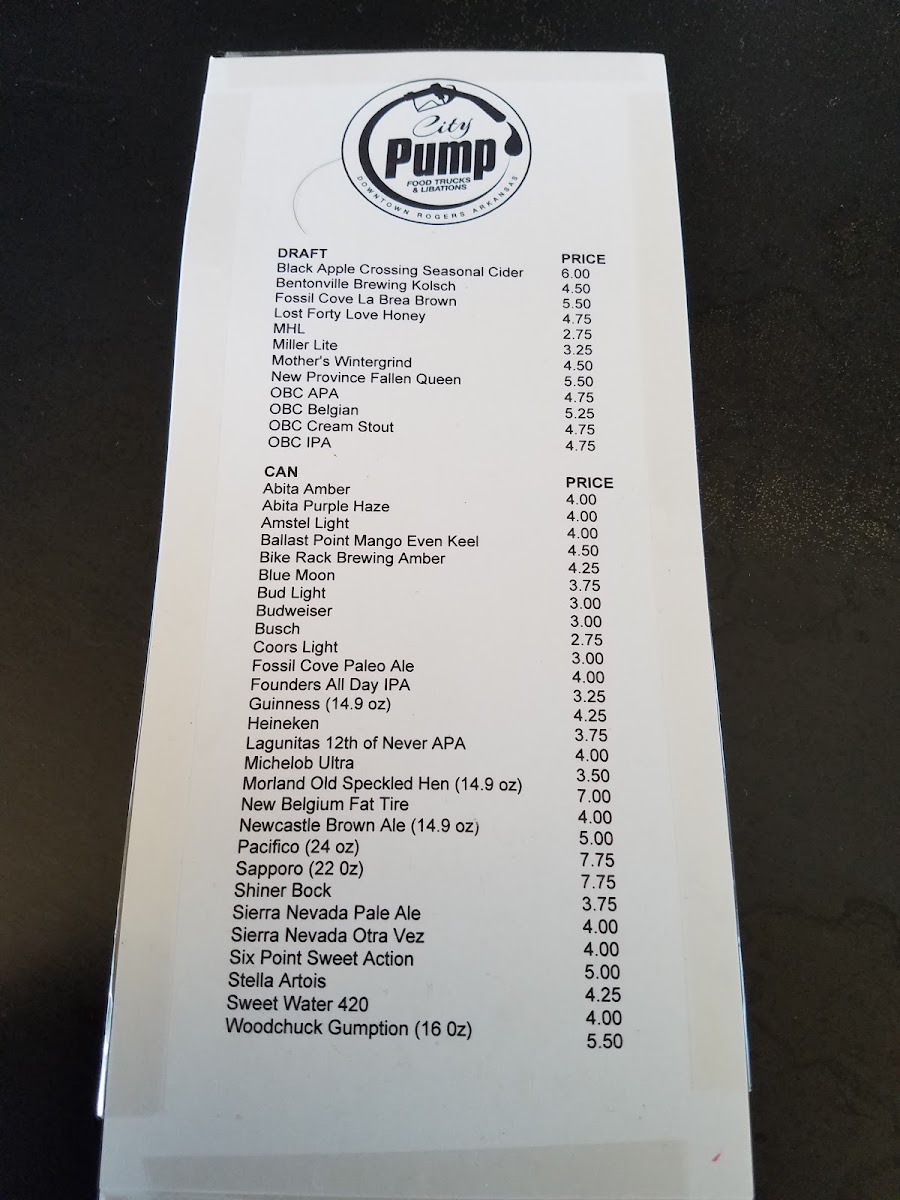 City
Pump
FOOD TRUCKS
& LIBATIONS
DOWNTOWN ROGERS ARKANSAS
DRAFT PRICE
Black Apple Crossing Seasonal Cider 6.00
Bentonville Brewing Kolsch 4.50
Fossil Cove La Brea Brown 5.50
Lost Forty Love Honey 4.75
MHL 2.75
Miller Lite 3.25
Mother's Wintergrind 4.50
New Province Fallen Queen 5.50
OBC APA 4.75
OBC Belgian 5.25
OBC Cream Stout 4.75
OBC IPA 4.75
CAN PRICE
Abita Amber 4.00
Abita Purple Haze 4.00
Amstel Light 4.00
Ballast Point Mango Even Keel 4.50
Bike Rack Brewing Amber 4.25
Blue Moon 3.75
Bud Light 3.00
Budweiser 3.00
Busch 2.75
Coors Light 3.00
Fossil Cove Paleo Ale 4.00
Founders All Day IPA 3.25
Guinness (14.9 oz) 4.25
Heineken 3.75
Lagunitas 12th of Never APA 4.00
Michelob Ultra 3.50
Morland Old Speckled Hen (14.9 oz) 7.00
New Belgium Fat Tire 4.00
Newcastle Brown Ale (14.9 oz) 5.00
Pacifico (24 oz) 7.75
Sapporo (22 0z) 7.75
Shiner Bock 3.75
Sierra Nevada Pale Ale 4.00
Sierra Nevada Otra Vez 4.00
Six Point Sweet Action 5.00
Stella Artois 4.25
Sweet Water 420 4.00
Woodchuck Gumption (16 0z) 5.50